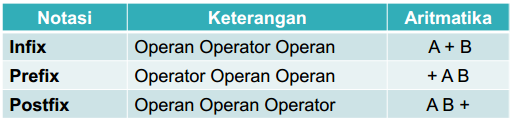 Notasi Keterangan Aritmatika
Infix Operan Operator Operan A + B
Prefix Operator Operan Operan + A B
Postfix Operan Operan Operator A B +